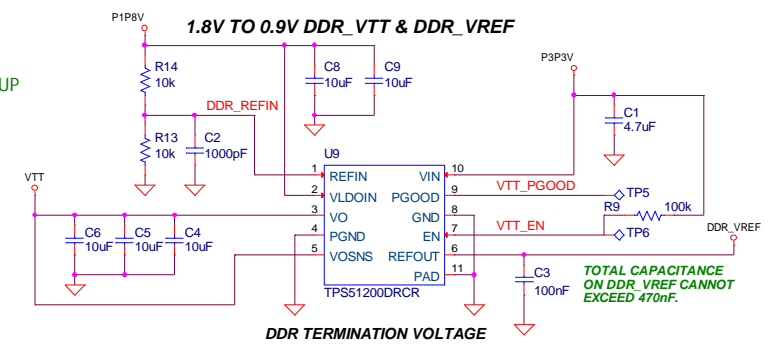 P1P8V
1.8V TO 0.9V DDR_VTT & DDR_VREF
P3P3V
UP
R14
10k
C8
10uF
C9
10uF
DDR_REFIN
C1
4.7uF
R13
10k
C2
1000pF
U9
VTT
1
REFIN
VIN
10
2
VLDOIN
PGOOD
9
VTT_PGOOD
TP5
3
VO
GND
8
R9
100k
4
PGND
EN
7
VTT_EN
TP6
5
VOSNS
REFOUT
6
DDR_VREF
PAD
11
C6
10uF
C5
10uF
C4
10uF
C3
100nF
TOTAL CAPACITANCE
ON DDR_VREF CANNOT
EXCEED 470nF.
TPS51200DRCR
DDR TERMINATION VOLTAGE